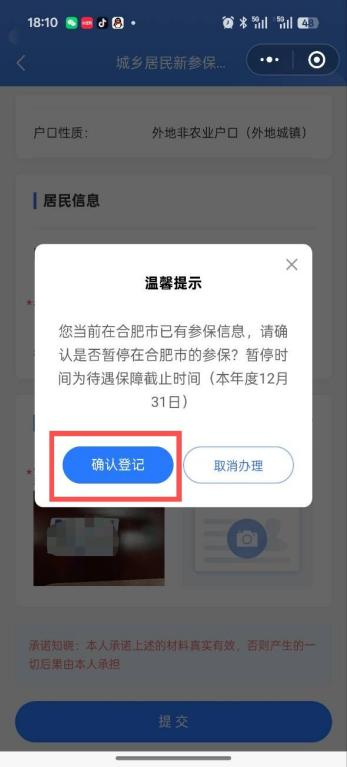 18:10
5G
5G
48
城乡居民新参保...
户口性质：
外地非农业户口（外地城镇）
居民信息
温馨提示
您当前在合肥市已有参保信息，请确
认是否暂停在合肥市的参保？暂停时
间为待遇保障截止时间（本年度12月
31日）
确认登记
取消办理
承诺知晓：本人承诺上述的材料真实有效，否则产生的一
切后果由本人承担
提交